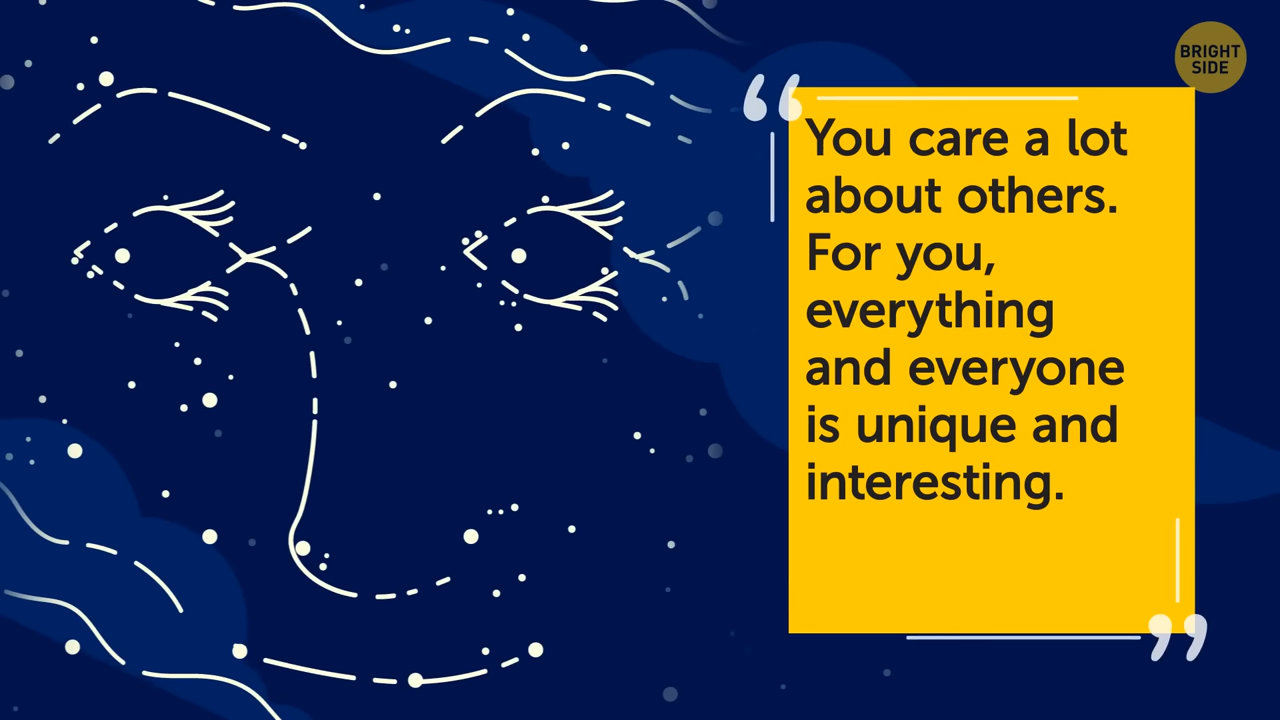 BRIGHT
SIDE
You care a lot
about others.
For you,
everything
and everyone
is unique and
interesting.